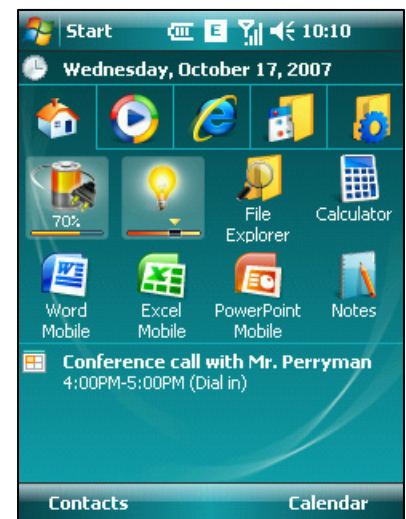 Start E 10:10
Wednesday, October 17, 2007
70%
File Explorer
Calculator
Word Mobile
Excel Mobile
PowerPoint Mobile
Notes
Conference call with Mr. Perryman
4:00PM-5:00PM (Dial in)
Contacts Calendar